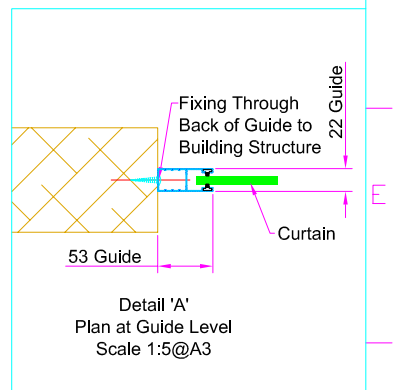 Fixing Through
Back of Guide to
Building Structure
22 Guide
E
Curtain
53 Guide
Detail 'A'
Plan at Guide Level
Scale 1:5@A3